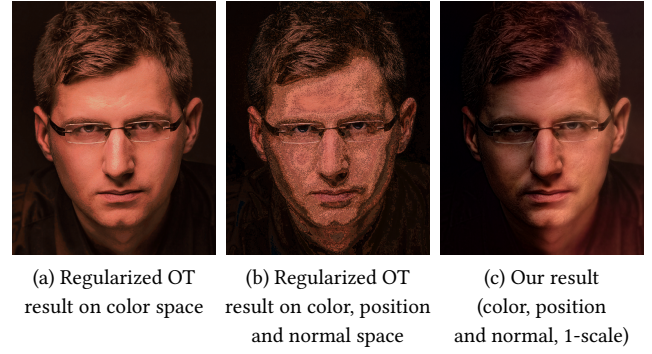 (a) Regularized OT
result on color space
(b) Regularized OT
result on color, position
and normal space
(c) Our result
(color, position
and normal, 1-scale)